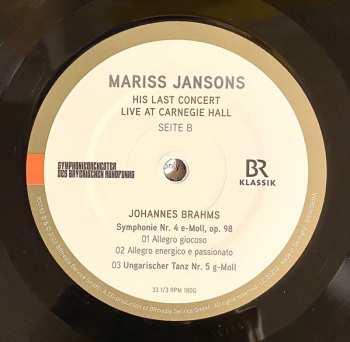 MARISS JANSONS
HIS LAST CONCERT
LIVE AT CARNEGIE HALL
SEITE B
SYMPHONIEORCHESTER
DES BAYERISCHEN RUNDFUNKS
BR
KLASSIK
JOHANNES BRAHMS
Symphonie Nr. 4 e-Moll, op. 98
01 Allegro giocoso
02 Allegro energico e passionato
03 Ungarischer Tanz Nr. 5 g-Moll
33 1/3 RPM 180G